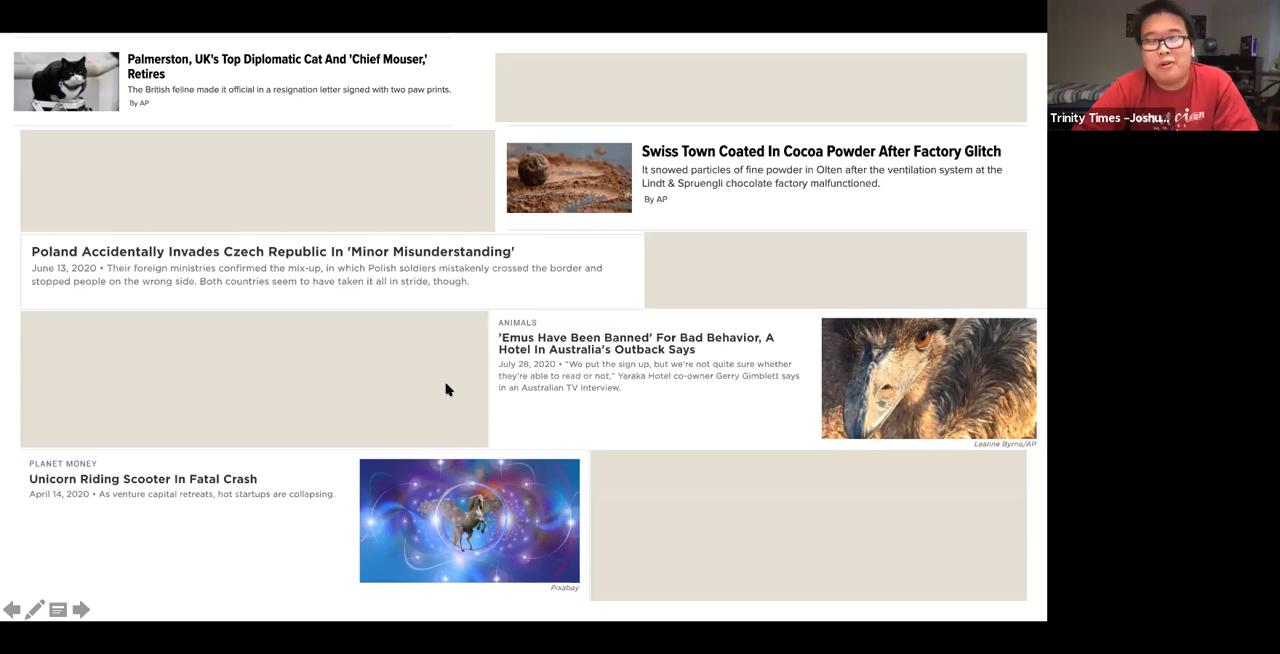 Palmerston, UK's Top Diplomatic Cat And 'Chief Mouser,'
Retires
The British feline made it official in a resignation letter signed with two paw prints.
By AP
Swiss Town Coated In Cocoa Powder After Factory Glitch
It snowed particles of fine powder in Olten after the ventilation system at the
Lindt & Spruengli chocolate factory malfunctioned.
By AP
Poland Accidentally Invades Czech Republic In 'Minor Misunderstanding'
June 13, 2020 • Their foreign ministries confirmed the mix-up, in which Polish soldiers mistakenly crossed the border and
stopped people on the wrong side. Both countries seem to have taken it all in stride, though.
ANIMALS
'Emus Have Been Banned' For Bad Behavior, A
Hotel In Australia's Outback Says
July 28, 2020 • "We put the sign up, but we're not quite sure whether
they're able to read or not," Yaraka Hotel co-owner Gerry Gimblett says
in an Australian TV interview.
Leanne Byrne/AP
PLANET MONEY
Unicorn Riding Scooter In Fatal Crash
April 14, 2020 • As venture capital retreats, hot startups are collapsing.
Pixabay
Trinity Times –Joshu...